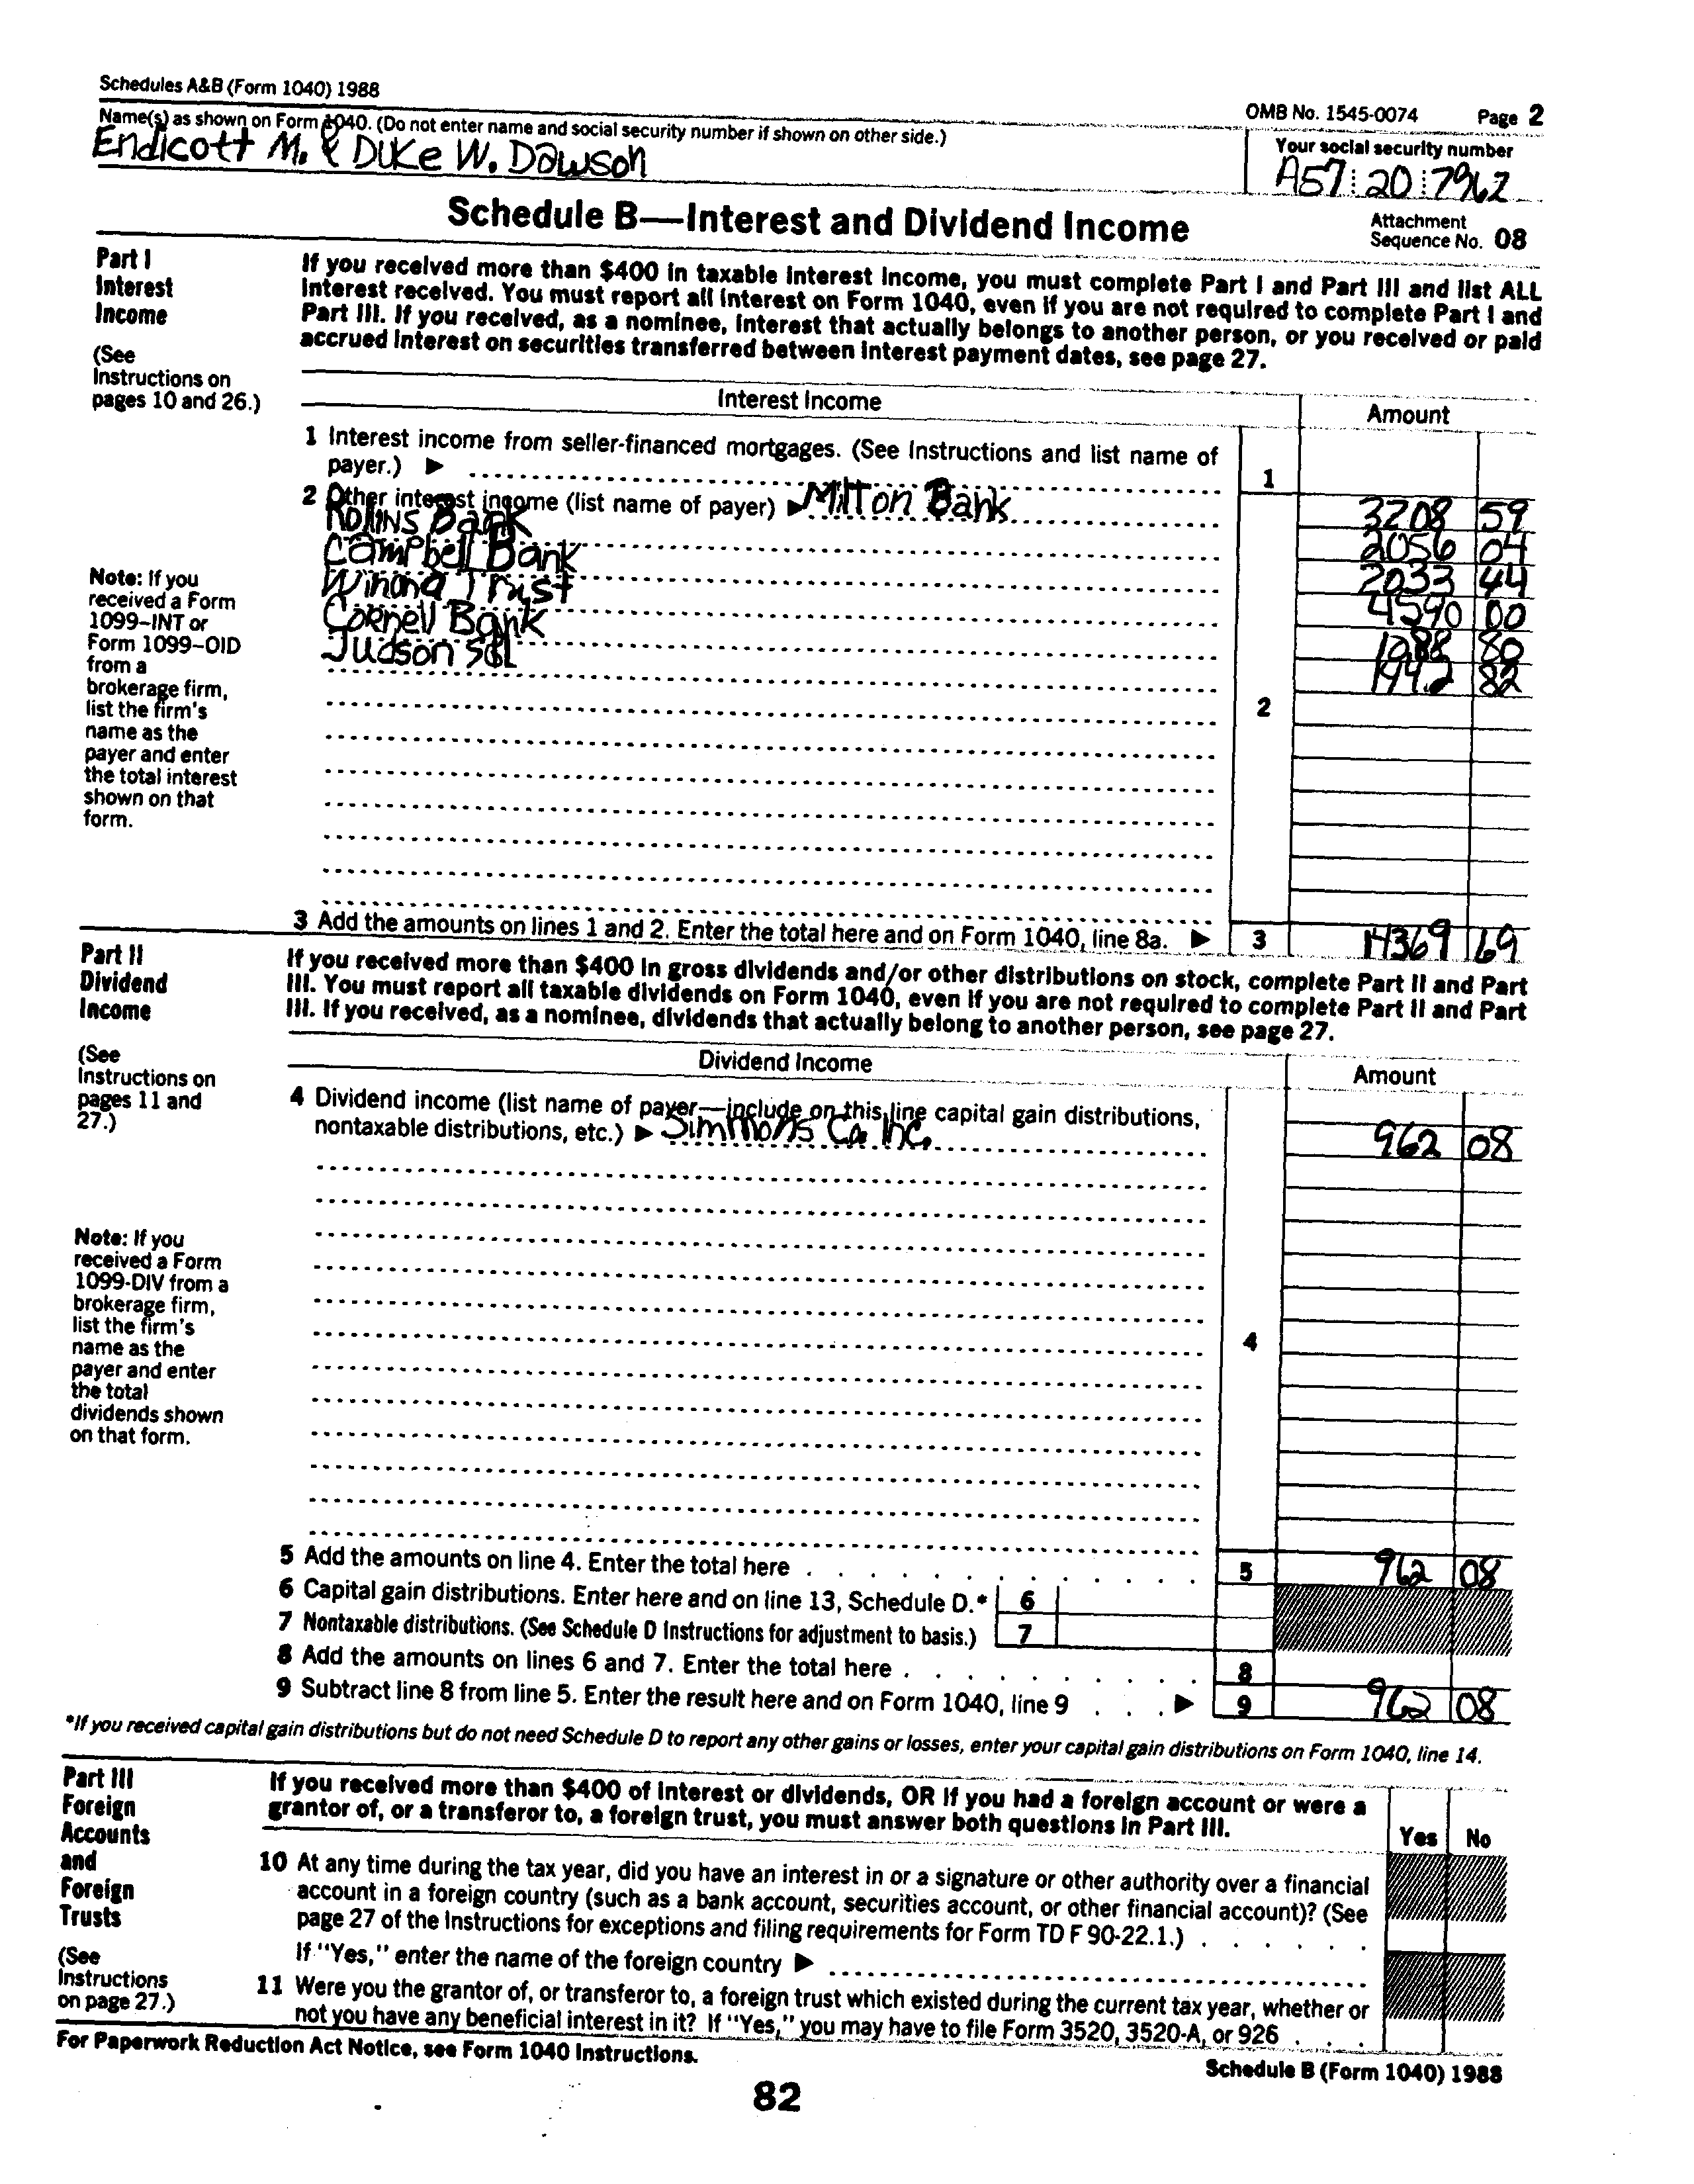 Schedules A&B (Form 1040) 1988
OMB No. 1545-0074 Page 2
Name(s) as shown on Form 1040. (Do not enter name and social security number if shown on other side.)
Endicott M. & Duke W. Dawson
Your social security number
A57 20 7962
Schedule B—Interest and Dividend Income
Attachment
Sequence No. 08
Part I
Interest
Income
(See
Instructions on
pages 10 and 26.)
If you received more than $400 in taxable interest income, you must complete Part I and Part III and list ALL
interest received. You must report all interest on Form 1040, even if you are not required to complete Part I and
Part III. If you received, as a nominee, interest that actually belongs to another person, or you received or paid
accrued interest on securities transferred between interest payment dates, see page 27.
Interest Income Amount
1 Interest income from seller-financed mortgages. (See Instructions and list name of
payer.) ▶ 1
2 Other interest income (list name of payer) ▶ Milton Bank 3208 59
Rollins Bank 2056 04
Campbell Bank 2033 44
Winona Trust 4590 00
Cornell Bank 1038 80
Judson S&L 1442 82
2
Note: If you
received a Form
1099–INT or
Form 1099–OID
from a
brokerage firm,
list the firm's
name as the
payer and enter
the total interest
shown on that
form.
3 Add the amounts on lines 1 and 2. Enter the total here and on Form 1040, line 8a. ▶ 3 14369 69
Part II
Dividend
Income
(See
Instructions on
pages 11 and
27.)
If you received more than $400 in gross dividends and/or other distributions on stock, complete Part II and Part
III. You must report all taxable dividends on Form 1040, even if you are not required to complete Part II and Part
III. If you received, as a nominee, dividends that actually belong to another person, see page 27.
Dividend Income Amount
4 Dividend income (list name of payer—include on this line capital gain distributions,
nontaxable distributions, etc.) ▶ Simmons Co. Inc. 962 08
4
Note: If you
received a Form
1099-DIV from a
brokerage firm,
list the firm's
name as the
payer and enter
the total
dividends shown
on that form.
5 Add the amounts on line 4. Enter the total here 5 962 08
6 Capital gain distributions. Enter here and on line 13, Schedule D.* 6
7 Nontaxable distributions. (See Schedule D Instructions for adjustment to basis.) 7
8 Add the amounts on lines 6 and 7. Enter the total here 8
9 Subtract line 8 from line 5. Enter the result here and on Form 1040, line 9 ▶ 9 962 08
*If you received capital gain distributions but do not need Schedule D to report any other gains or losses, enter your capital gain distributions on Form 1040, line 14.
Part III
Foreign
Accounts
and
Foreign
Trusts
(See
Instructions
on page 27.)
If you received more than $400 of interest or dividends, OR if you had a foreign account or were a
grantor of, or a transferor to, a foreign trust, you must answer both questions in Part III.
Yes No
10 At any time during the tax year, did you have an interest in or a signature or other authority over a financial
account in a foreign country (such as a bank account, securities account, or other financial account)? (See
page 27 of the Instructions for exceptions and filing requirements for Form TD F 90-22.1.)
If "Yes," enter the name of the foreign country ▶
11 Were you the grantor of, or transferor to, a foreign trust which existed during the current tax year, whether or
not you have any beneficial interest in it? If "Yes," you may have to file Form 3520, 3520-A, or 926
For Paperwork Reduction Act Notice, see Form 1040 Instructions.
Schedule B (Form 1040) 1988
82